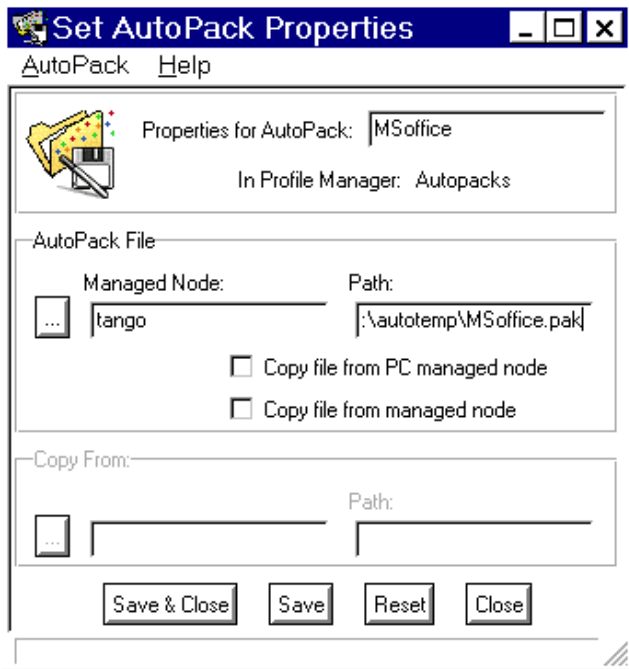 Set AutoPack Properties
AutoPack Help
Properties for AutoPack: MSoffice
In Profile Manager: Autopacks
AutoPack File
Managed Node: Path:
... tango :\autotemp\MSoffice.pak
Copy file from PC managed node
Copy file from managed node
Copy From:
Path:
...
Save & Close Save Reset Close